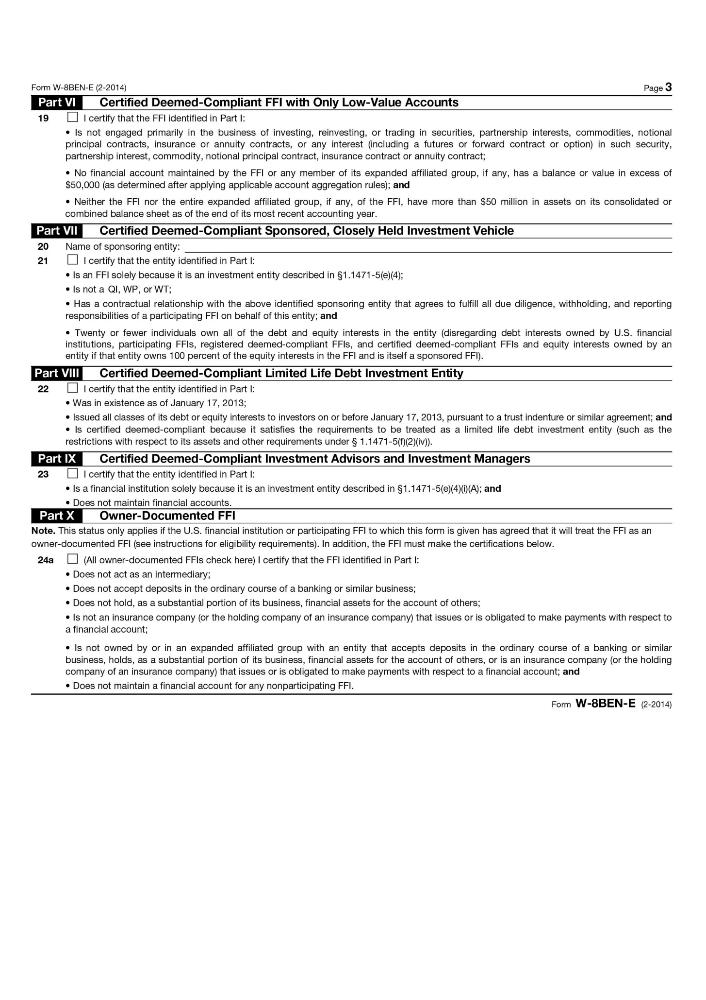 Form W-8BEN-E (2-2014)
Page 3
Part VI Certified Deemed-Compliant FFI with Only Low-Value Accounts
19 I certify that the FFI identified in Part I:
• Is not engaged primarily in the business of investing, reinvesting, or trading in securities, partnership interests, commodities, notional
principal contracts, insurance or annuity contracts, or any interest (including a futures or forward contract or option) in such security,
partnership interest, commodity, notional principal contract, insurance contract or annuity contract;
• No financial account maintained by the FFI or any member of its expanded affiliated group, if any, has a balance or value in excess of
$50,000 (as determined after applying applicable account aggregation rules); and
• Neither the FFI nor the entire expanded affiliated group, if any, of the FFI, have more than $50 million in assets on its consolidated or
combined balance sheet as of the end of its most recent accounting year.
Part VII Certified Deemed-Compliant Sponsored, Closely Held Investment Vehicle
20 Name of sponsoring entity:
21 I certify that the entity identified in Part I:
• Is an FFI solely because it is an investment entity described in §1.1471-5(e)(4);
• Is not a QI, WP, or WT;
• Has a contractual relationship with the above identified sponsoring entity that agrees to fulfill all due diligence, withholding, and reporting
responsibilities of a participating FFI on behalf of this entity; and
• Twenty or fewer individuals own all of the debt and equity interests in the entity (disregarding debt interests owned by U.S. financial
institutions, participating FFIs, registered deemed-compliant FFIs, and certified deemed-compliant FFIs and equity interests owned by an
entity if that entity owns 100 percent of the equity interests in the FFI and is itself a sponsored FFI).
Part VIII Certified Deemed-Compliant Limited Life Debt Investment Entity
22 I certify that the entity identified in Part I:
• Was in existence as of January 17, 2013;
• Issued all classes of its debt or equity interests to investors on or before January 17, 2013, pursuant to a trust indenture or similar agreement; and
• Is certified deemed-compliant because it satisfies the requirements to be treated as a limited life debt investment entity (such as the
restrictions with respect to its assets and other requirements under § 1.1471-5(f)(2)(iv)).
Part IX Certified Deemed-Compliant Investment Advisors and Investment Managers
23 I certify that the entity identified in Part I:
• Is a financial institution solely because it is an investment entity described in §1.1471-5(e)(4)(i)(A); and
• Does not maintain financial accounts.
Part X Owner-Documented FFI
Note. This status only applies if the U.S. financial institution or participating FFI to which this form is given has agreed that it will treat the FFI as an
owner-documented FFI (see instructions for eligibility requirements). In addition, the FFI must make the certifications below.
24a (All owner-documented FFIs check here) I certify that the FFI identified in Part I:
• Does not act as an intermediary;
• Does not accept deposits in the ordinary course of a banking or similar business;
• Does not hold, as a substantial portion of its business, financial assets for the account of others;
• Is not an insurance company (or the holding company of an insurance company) that issues or is obligated to make payments with respect to
a financial account;
• Is not owned by or in an expanded affiliated group with an entity that accepts deposits in the ordinary course of a banking or similar
business, holds, as a substantial portion of its business, financial assets for the account of others, or is an insurance company (or the holding
company of an insurance company) that issues or is obligated to make payments with respect to a financial account; and
• Does not maintain a financial account for any nonparticipating FFI.
Form W-8BEN-E (2-2014)